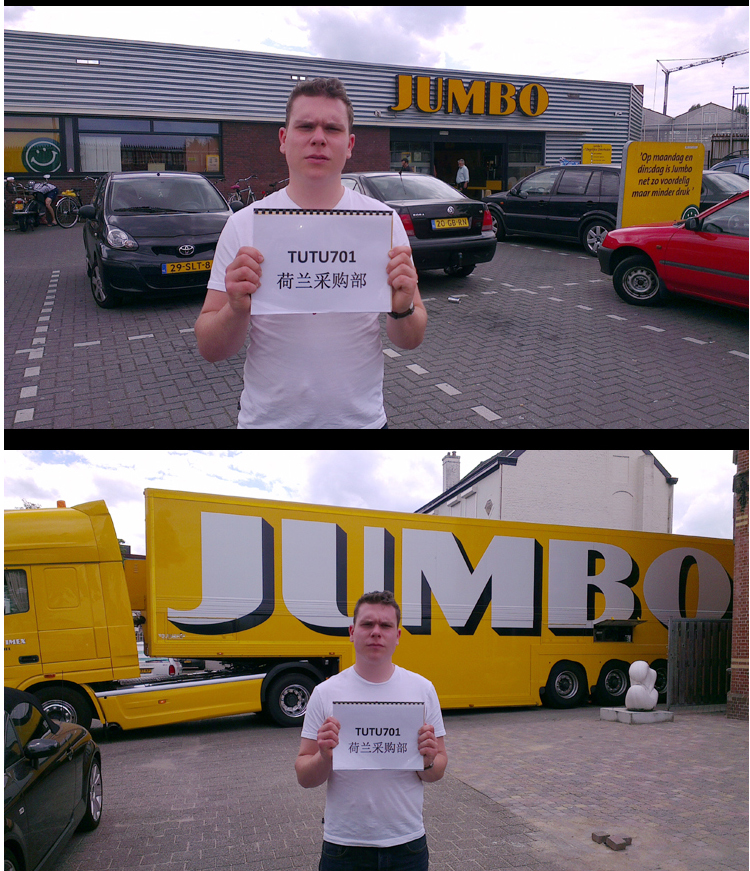 JUMBO
'Op maandag en
dinsdag is Jumbo
net zo voordelig
maar minder druk'
29-SLT-8
20-GB-RN
TUTU701
荷兰采购部
JUMBO
TUTU701
荷兰采购部